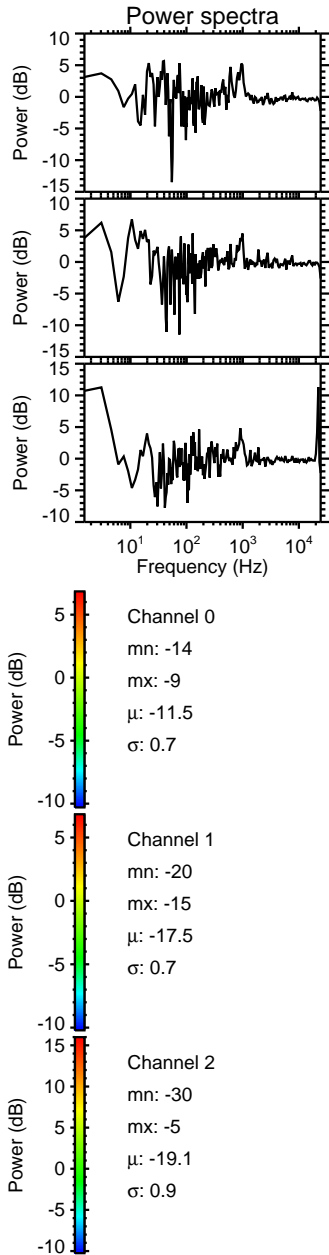 Power spectra
10
5
0
-5
-10
-15
Power (dB)
10
5
0
-5
-10
-15
Power (dB)
15
10
5
0
-5
-10
Power (dB)
10¹ 10² 10³ 10⁴
Frequency (Hz)
5
0
-5
-10
Power (dB)
Channel 0
mn: -14
mx: -9
μ: -11.5
σ: 0.7
5
0
-5
-10
Power (dB)
Channel 1
mn: -20
mx: -15
μ: -17.5
σ: 0.7
15
10
5
0
-5
-10
Power (dB)
Channel 2
mn: -30
mx: -5
μ: -19.1
σ: 0.9